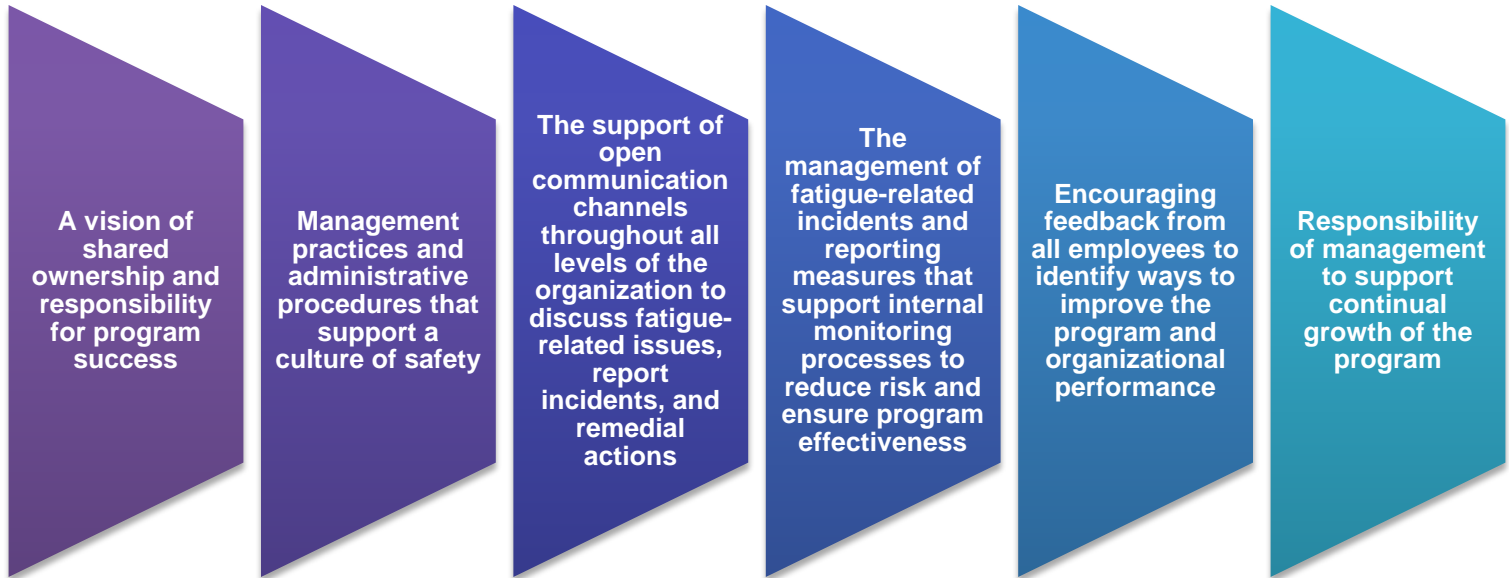 A vision of
shared
ownership and
responsibility
for program
success
Management
practices and
administrative
procedures that
support a
culture of safety
The support of
open
communication
channels
throughout all
levels of the
organization to
discuss fatigue-
related issues,
report
incidents, and
remedial
actions
The
management of
fatigue-related
incidents and
reporting
measures that
support internal
monitoring
processes to
reduce risk and
ensure program
effectiveness
Encouraging
feedback from
all employees to
identify ways to
improve the
program and
organizational
performance
Responsibility
of management
to support
continual
growth of the
program